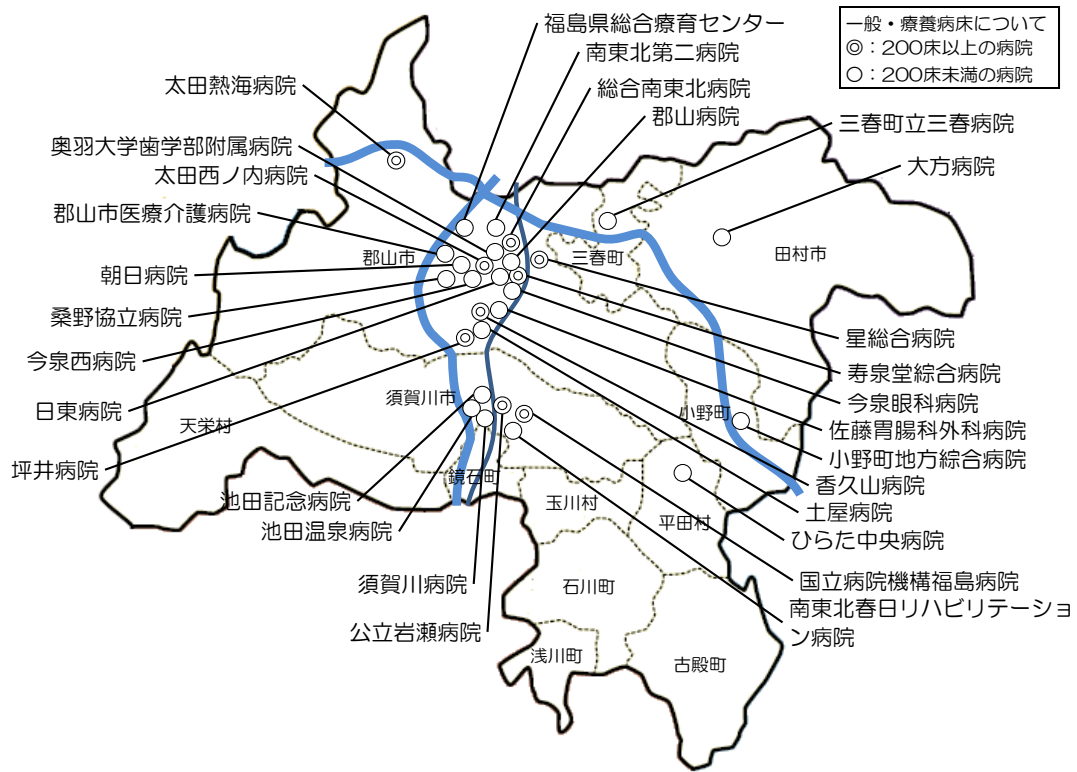 福島県総合療育センター
南東北第二病院
総合南東北病院
郡山病院
一般・療養病床について
◎：200床以上の病院
○：200床未満の病院
太田熱海病院
奥羽大学歯学部附属病院
太田西ノ内病院
郡山市医療介護病院
朝日病院
桑野協立病院
今泉西病院
日東病院
坪井病院
池田記念病院
池田温泉病院
須賀川病院
公立岩瀬病院
三春町立三春病院
大方病院
星総合病院
寿泉堂綜合病院
今泉眼科病院
佐藤胃腸科外科病院
小野町地方綜合病院
香久山病院
土屋病院
ひらた中央病院
国立病院機構福島病院
南東北春日リハビリテーショ
ン病院
郡山市
三春町
田村市
須賀川市
天栄村
鏡石町
小野町
玉川村
平田村
石川町
浅川町
古殿町